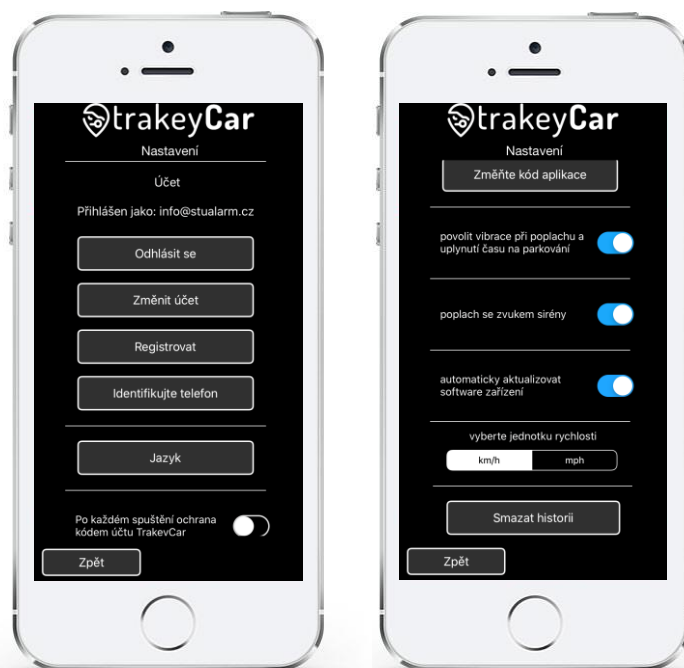 trakeyCar
Nastavení
Účet
Přihlášen jako: info@stualarm.cz
Odhlásit se
Změnit účet
Registrovat
Identifikujte telefon
Jazyk
Po každém spuštění ochrana
kódem účtu TrakeyCar
Zpět
trakeyCar
Nastavení
Změňte kód aplikace
povolit vibrace při poplachu a
uplynutí času na parkování
poplach se zvukem sirény
automaticky aktualizovat
software zařízení
vyberte jednotku rychlosti
km/h mph
Smazat historii
Zpět